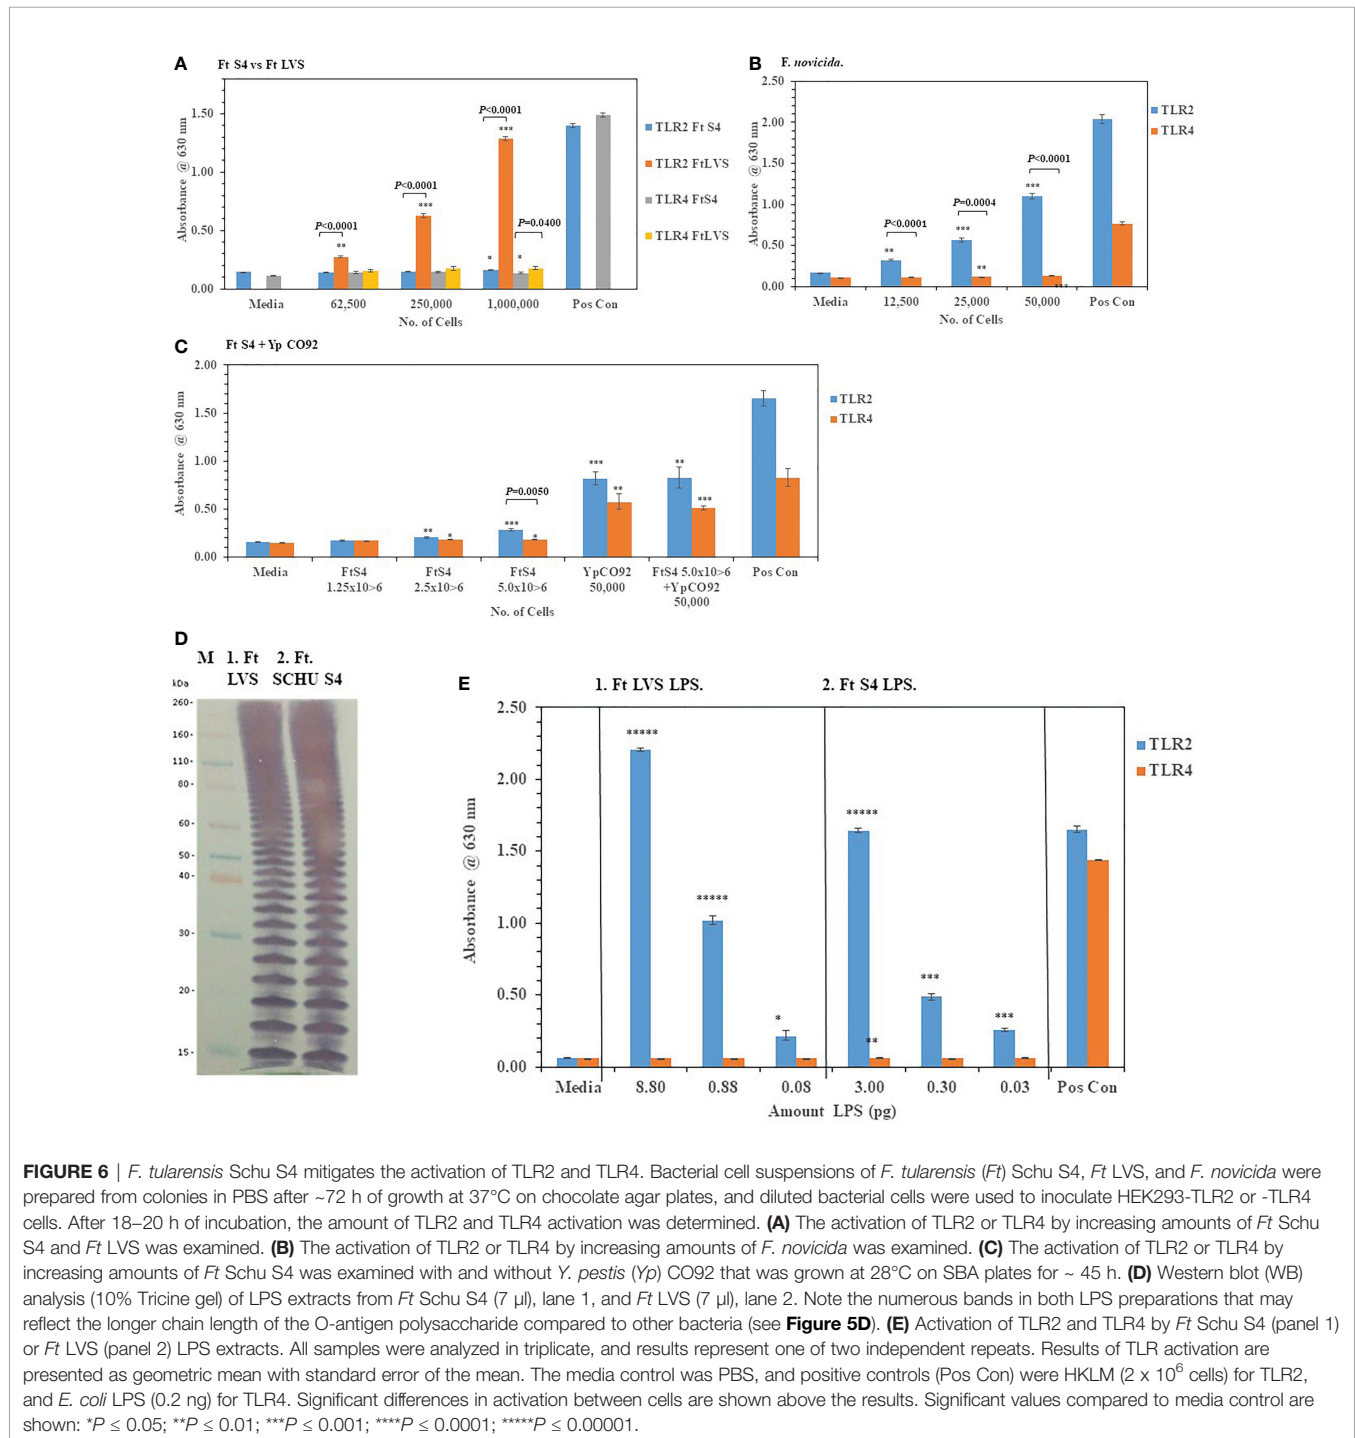 A
Ft S4 vs Ft LVS
Absorbance @ 630 nm
1.50
1.00
0.50
0.00
P<0.0001
**
P<0.0001
***
P<0.0001
***
*
*
P=0.0400
Media
62,500
250,000
1,000,000
Pos Con
No. of Cells
TLR2 Ft S4
TLR2 FtLVS
TLR4 FtS4
TLR4 FtLVS
B
F. novicida.
Absorbance @ 630 nm
2.50
2.00
1.50
1.00
0.50
0.00
P<0.0001
**
P=0.0004
***
**
P<0.0001
***
***
Media
12,500
25,000
50,000
Pos Con
No. of Cells
TLR2
TLR4
C
Ft S4 + Yp CO92
Absorbance @ 630 nm
2.00
1.50
1.00
0.50
0.00
**
*
P=0.0050
***
*
***
**
**
***
Media
FtS4
1.25x10>6
FtS4
2.5x10>6
FtS4
5.0x10>6
YpCO92
50,000
FtS4 5.0x10>6
+YpCO92
50,000
Pos Con
No. of Cells
TLR2
TLR4
D
M 1. Ft 2. Ft.
LVS SCHU S4
kDa
260-
160-
110-
80-
60-
50-
40-
30-
20-
15-
E
1. Ft LVS LPS. 2. Ft S4 LPS.
Absorbance @ 630 nm
2.50
2.00
1.50
1.00
0.50
0.00
*****
*****
*
*****
**
***
***
Media
8.80
0.88
0.08
3.00
0.30
0.03
Pos Con
Amount LPS (pg)
TLR2
TLR4
FIGURE 6 | F. tularensis Schu S4 mitigates the activation of TLR2 and TLR4. Bacterial cell suspensions of F. tularensis (Ft) Schu S4, Ft LVS, and F. novicida were
prepared from colonies in PBS after ~72 h of growth at 37°C on chocolate agar plates, and diluted bacterial cells were used to inoculate HEK293-TLR2 or -TLR4
cells. After 18–20 h of incubation, the amount of TLR2 and TLR4 activation was determined. (A) The activation of TLR2 or TLR4 by increasing amounts of Ft Schu
S4 and Ft LVS was examined. (B) The activation of TLR2 or TLR4 by increasing amounts of F. novicida was examined. (C) The activation of TLR2 or TLR4 by
increasing amounts of Ft Schu S4 was examined with and without Y. pestis (Yp) CO92 that was grown at 28°C on SBA plates for ~ 45 h. (D) Western blot (WB)
analysis (10% Tricine gel) of LPS extracts from Ft Schu S4 (7 µl), lane 1, and Ft LVS (7 µl), lane 2. Note the numerous bands in both LPS preparations that may
reflect the longer chain length of the O-antigen polysaccharide compared to other bacteria (see Figure 5D). (E) Activation of TLR2 and TLR4 by Ft Schu S4 (panel 1)
or Ft LVS (panel 2) LPS extracts. All samples were analyzed in triplicate, and results represent one of two independent repeats. Results of TLR activation are
presented as geometric mean with standard error of the mean. The media control was PBS, and positive controls (Pos Con) were HKLM (2 x 10⁶ cells) for TLR2,
and E. coli LPS (0.2 ng) for TLR4. Significant differences in activation between cells are shown above the results. Significant values compared to media control are
shown: *P ≤ 0.05; **P ≤ 0.01; ***P ≤ 0.001; ****P ≤ 0.0001; *****P ≤ 0.00001.